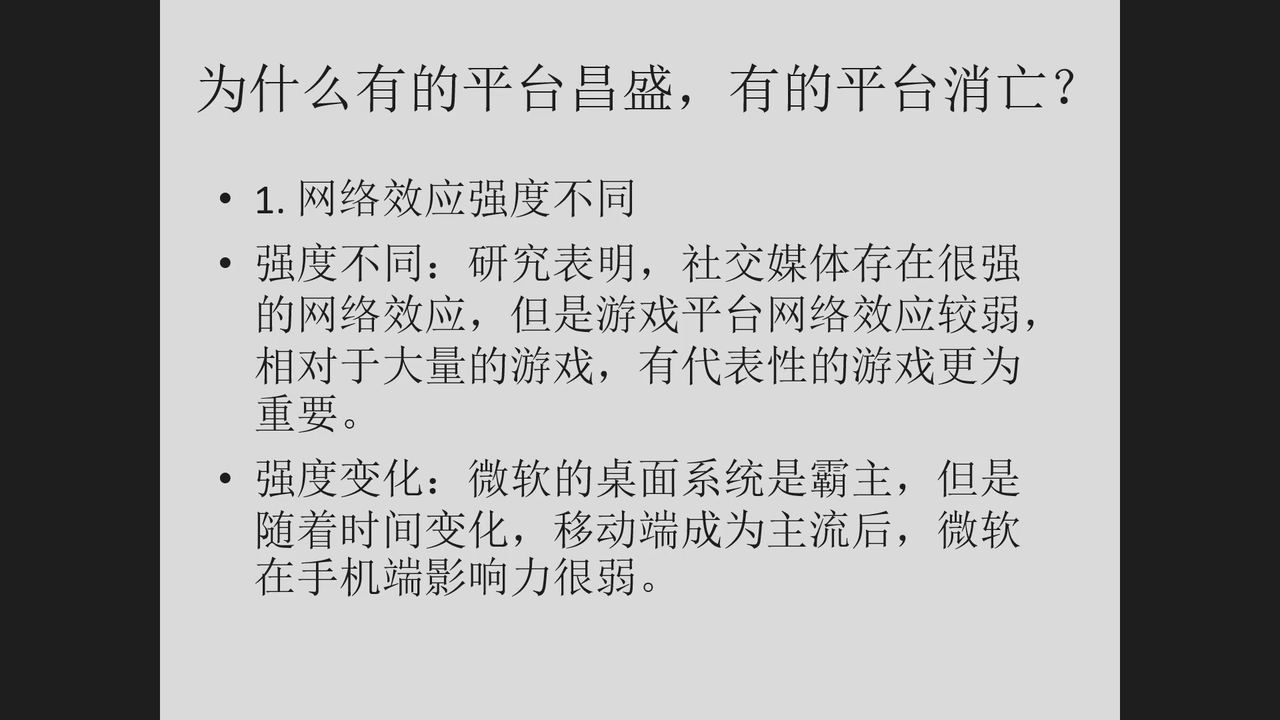 为什么有的平台昌盛，有的平台消亡？
• 1. 网络效应强度不同
• 强度不同：研究表明，社交媒体存在很强
的网络效应，但是游戏平台网络效应较弱，
相对于大量的游戏，有代表性的游戏更为
重要。
• 强度变化：微软的桌面系统是霸主，但是
随着时间变化，移动端成为主流后，微软
在手机端影响力很弱。